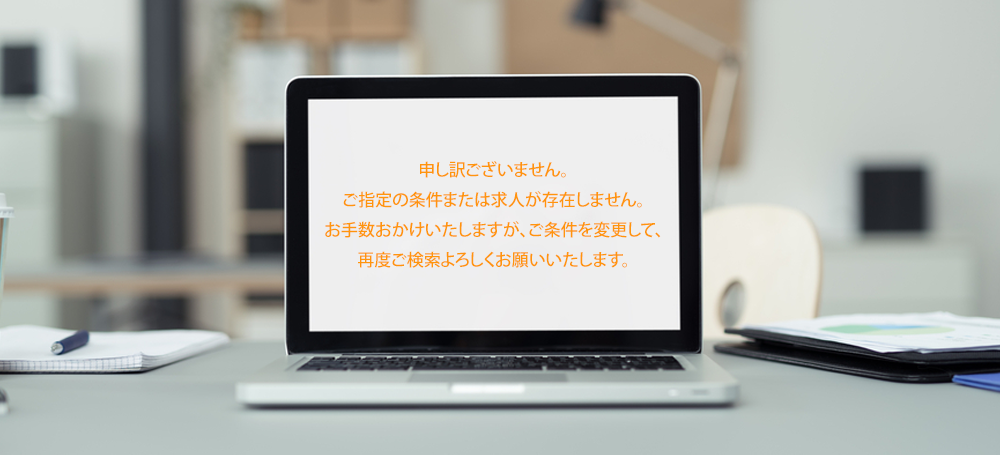 申し訳ございません。
ご指定の条件または求人が存在しません。
お手数おかけいたしますが、ご条件を変更して、
再度ご検索よろしくお願いいたします。